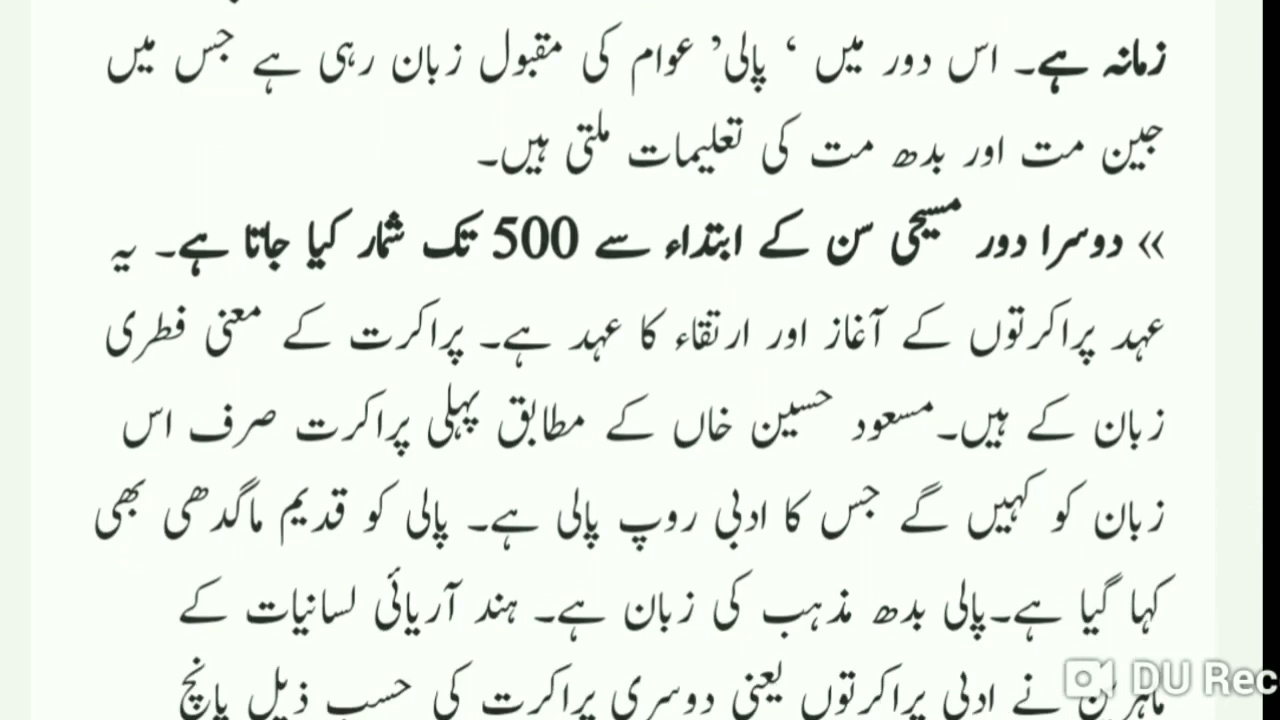 زمانہ ہے۔ اس دور میں ‘ پالی’ عوام کی مقبول زبان رہی ہے جس میں
جین مت اور بدھ مت کی تعلیمات ملتی ہیں۔
» دوسرا دور مسیحی سن کے ابتداء سے 500 تک شمار کیا جاتا ہے۔ یہ
عہد پراکرتوں کے آغاز اور ارتقاء کا عہد ہے۔ پراکرت کے معنی فطری
زبان کے ہیں۔مسعود حسین خاں کے مطابق پہلی پراکرت صرف اس
زبان کو کہیں گے جس کا ادبی روپ پالی ہے۔ پالی کو قدیم ماگدھی بھی
کہا گیا ہے۔پالی بدھ مذہب کی زبان ہے۔ ہند آریائی لسانیات کے
ماہرین نے ادبی پراکرتوں یعنی دوسری پراکرت کی حسب ذیل پانچ
DU Rec